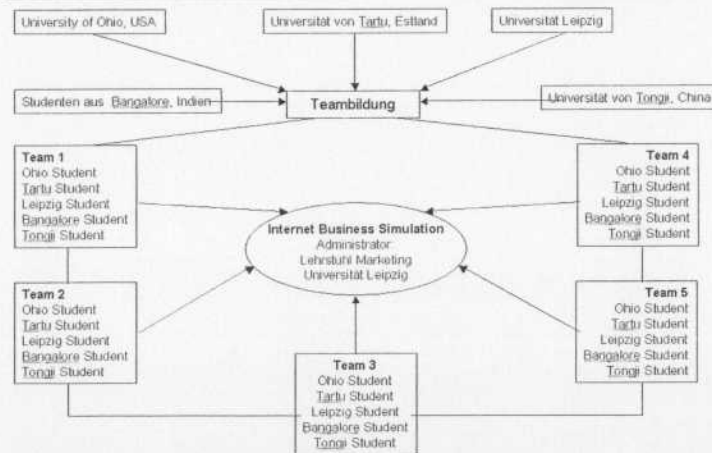 University of Ohio, USA
Universität von Tartu, Estland
Universität Leipzig
Studenten aus Bangalore, Indien
Teambildung
Universität von Tongji, China
Team 1
Ohio Student
Tartu Student
Leipzig Student
Bangalore Student
Tongji Student
Team 4
Ohio Student
Tartu Student
Leipzig Student
Bangalore Student
Tongji Student
Internet Business Simulation
Administrator:
Lehrstuhl Marketing
Universität Leipzig
Team 2
Ohio Student
Tartu Student
Leipzig Student
Bangalore Student
Tongji Student
Team 5
Ohio Student
Tartu Student
Leipzig Student
Bangalore Student
Tongji Student
Team 3
Ohio Student
Tartu Student
Leipzig Student
Bangalore Student
Tongji Student